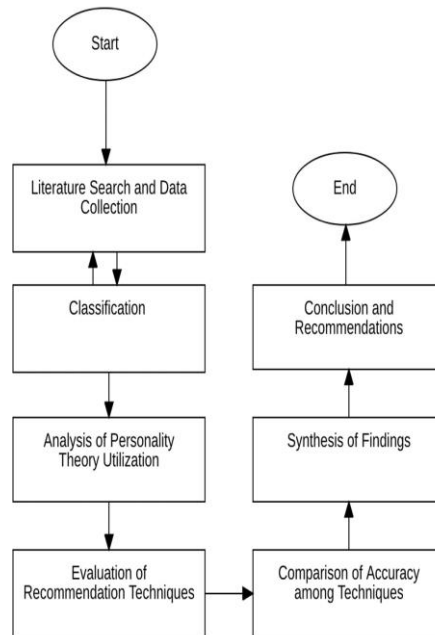 Start
Literature Search and Data
Collection
Classification
Analysis of Personality
Theory Utilization
Evaluation of
Recommendation Techniques
Comparison of Accuracy
among Techniques
Synthesis of Findings
Conclusion and
Recommendations
End